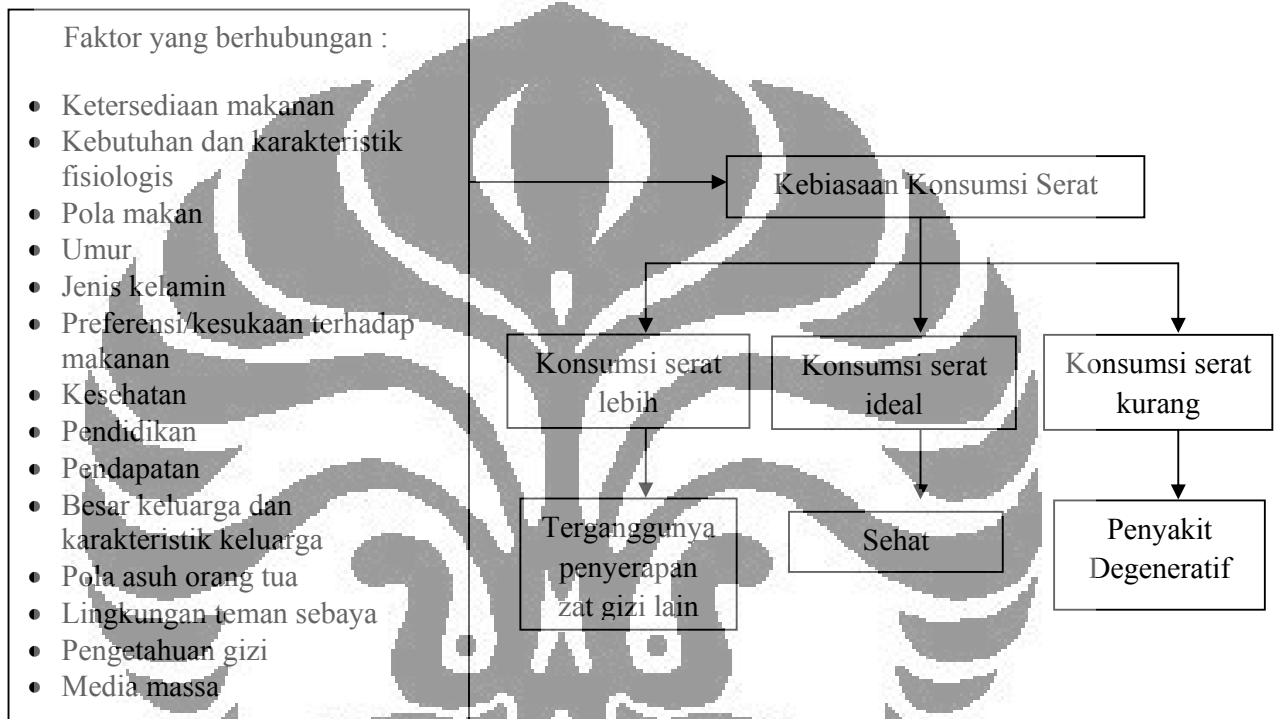 Faktor yang berhubungan :
• Ketersediaan makanan
• Kebutuhan dan karakteristik
fisiologis
• Pola makan
• Umur
• Jenis kelamin
• Preferensi/kesukaan terhadap
makanan
• Kesehatan
• Pendidikan
• Pendapatan
• Besar keluarga dan
karakteristik keluarga
• Pola asuh orang tua
• Lingkungan teman sebaya
• Pengetahuan gizi
• Media massa
Kebiasaan Konsumsi Serat
Konsumsi serat
lebih
Konsumsi serat
ideal
Konsumsi serat
kurang
Terganggunya
penyerapan
zat gizi lain
Sehat
Penyakit
Degeneratif